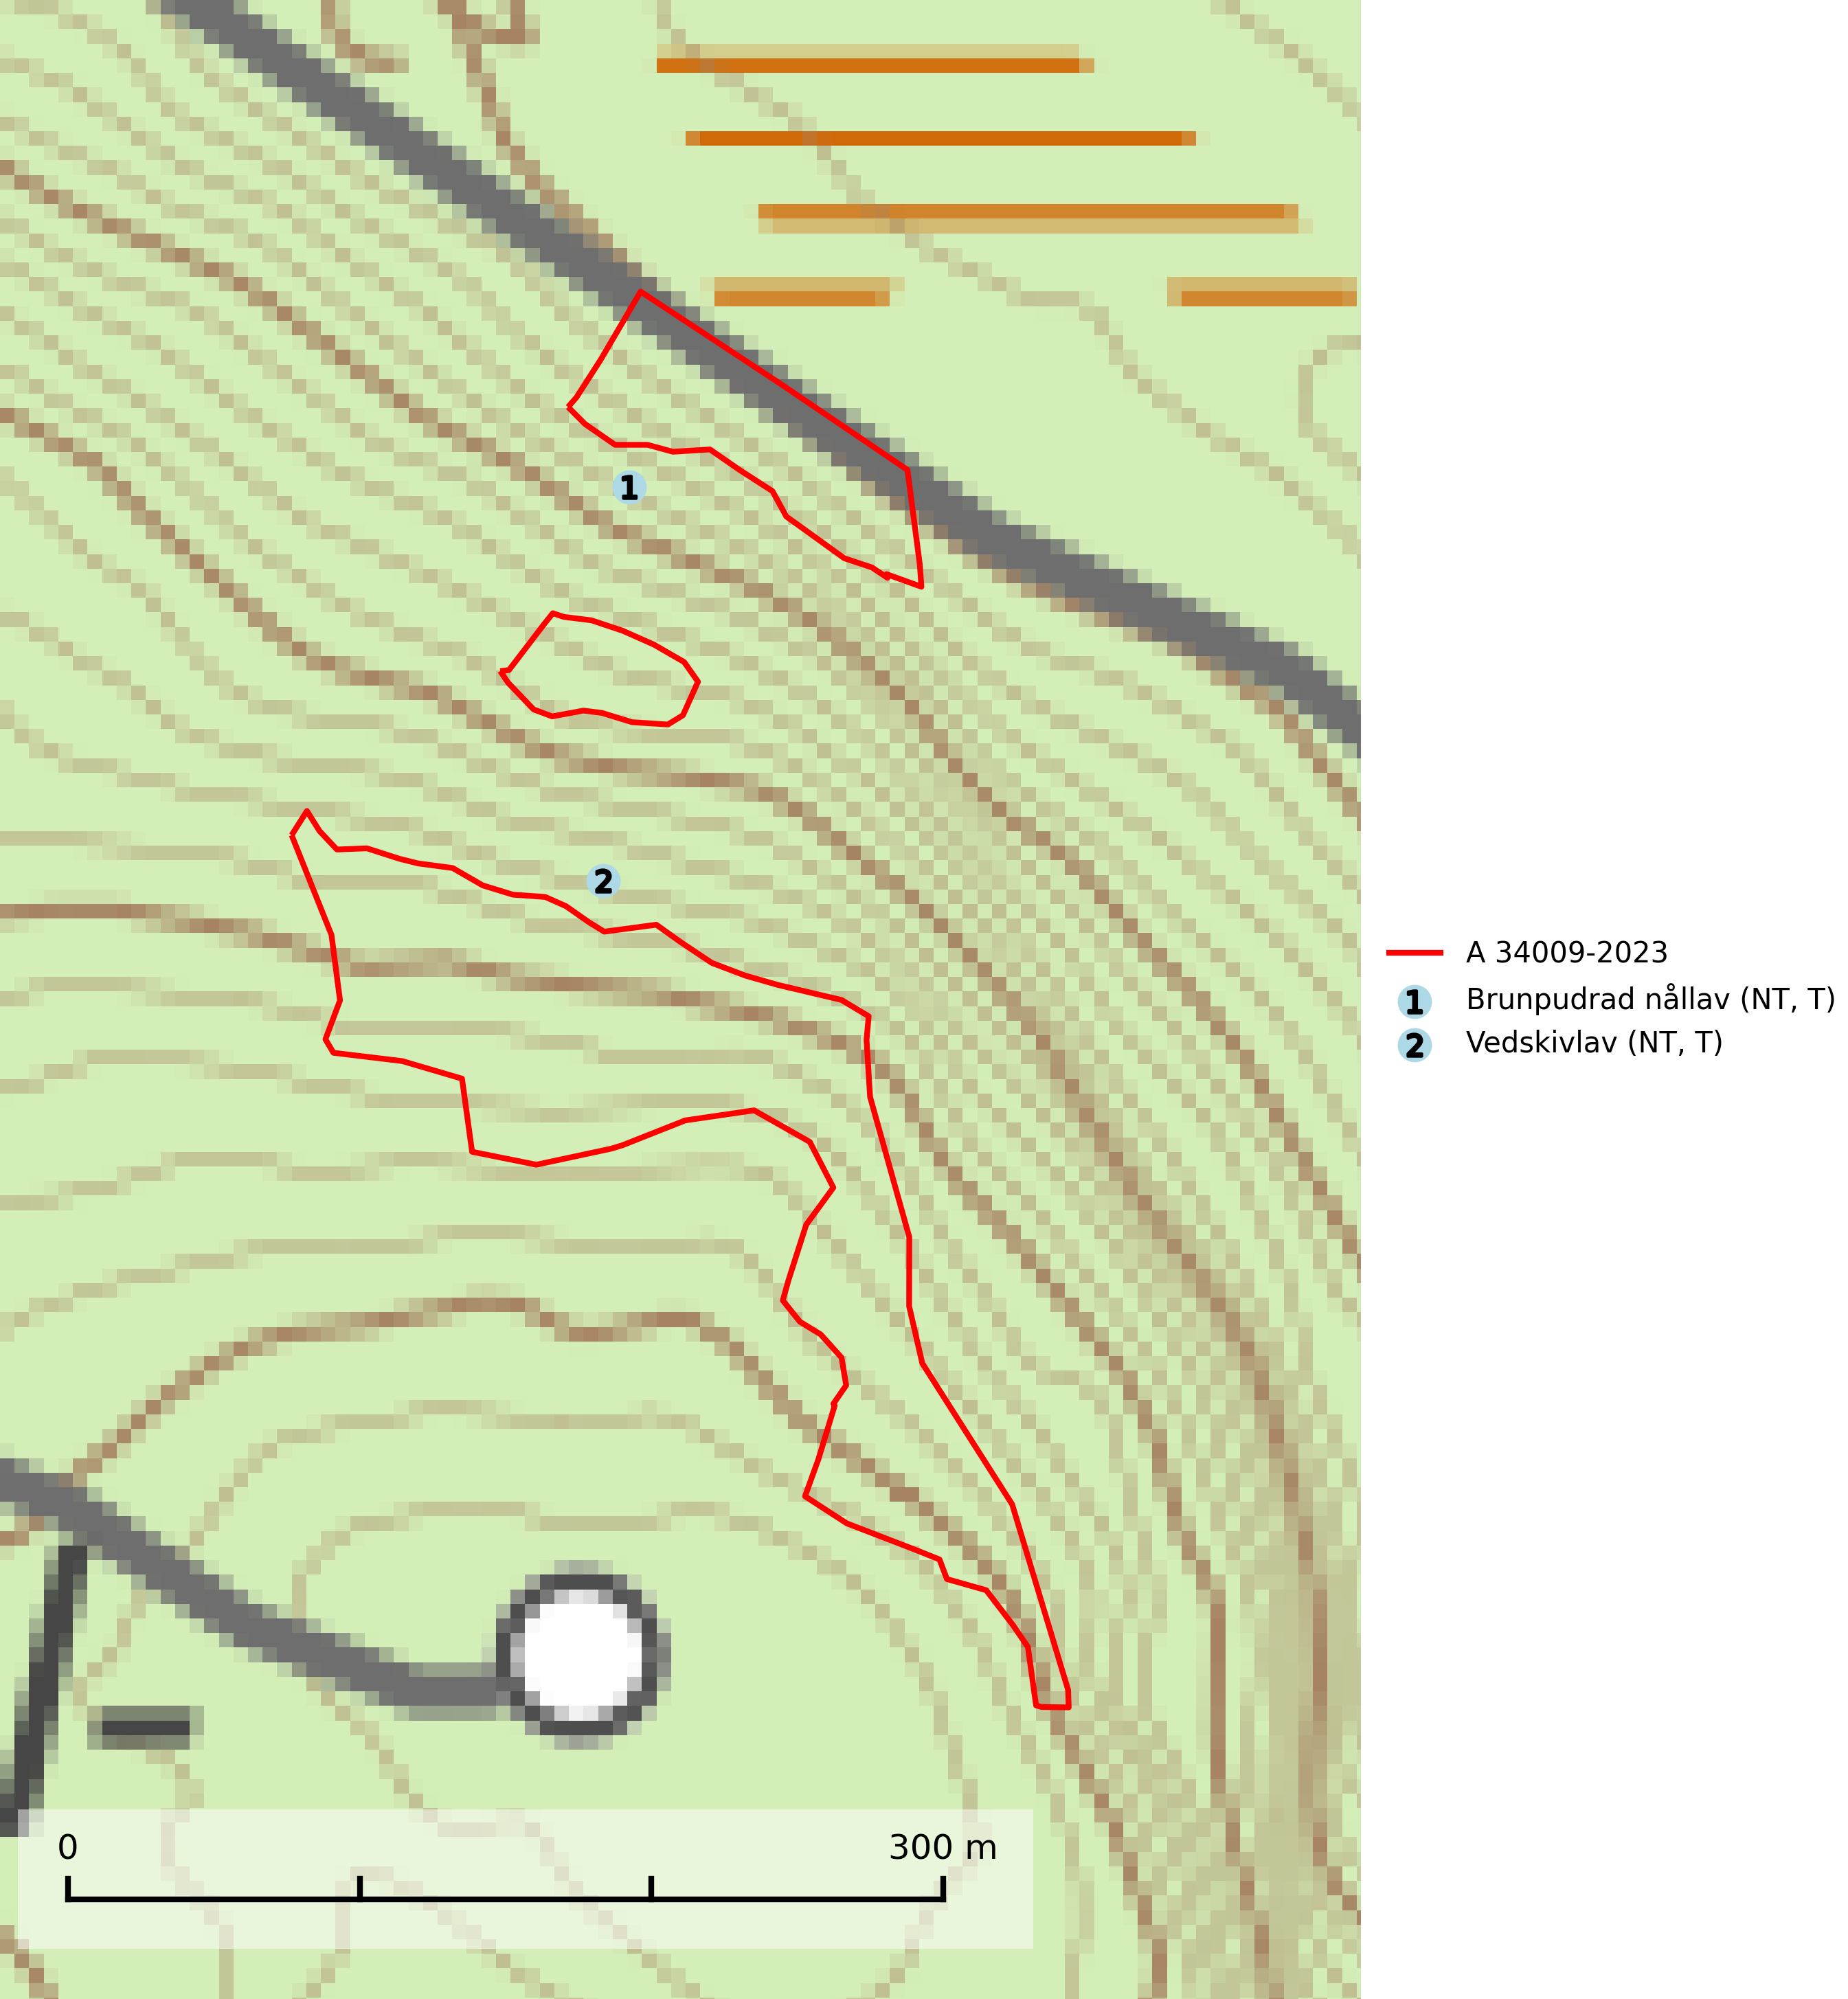 1
2
A 34009-2023
1 Brunpudrad nållav (NT, T)
2 Vedskivlav (NT, T)
0 300 m